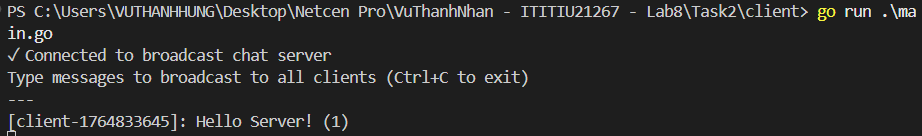 PS C:\Users\VUTHANHHUNG\Desktop\Netcen Pro\VuThanhNhan - ITITIU21267 - Lab8\Task2\client> go run .\ma
in.go
✓ Connected to broadcast chat server
Type messages to broadcast to all clients (Ctrl+C to exit)
---
[client-1764833645]: Hello Server! (1)